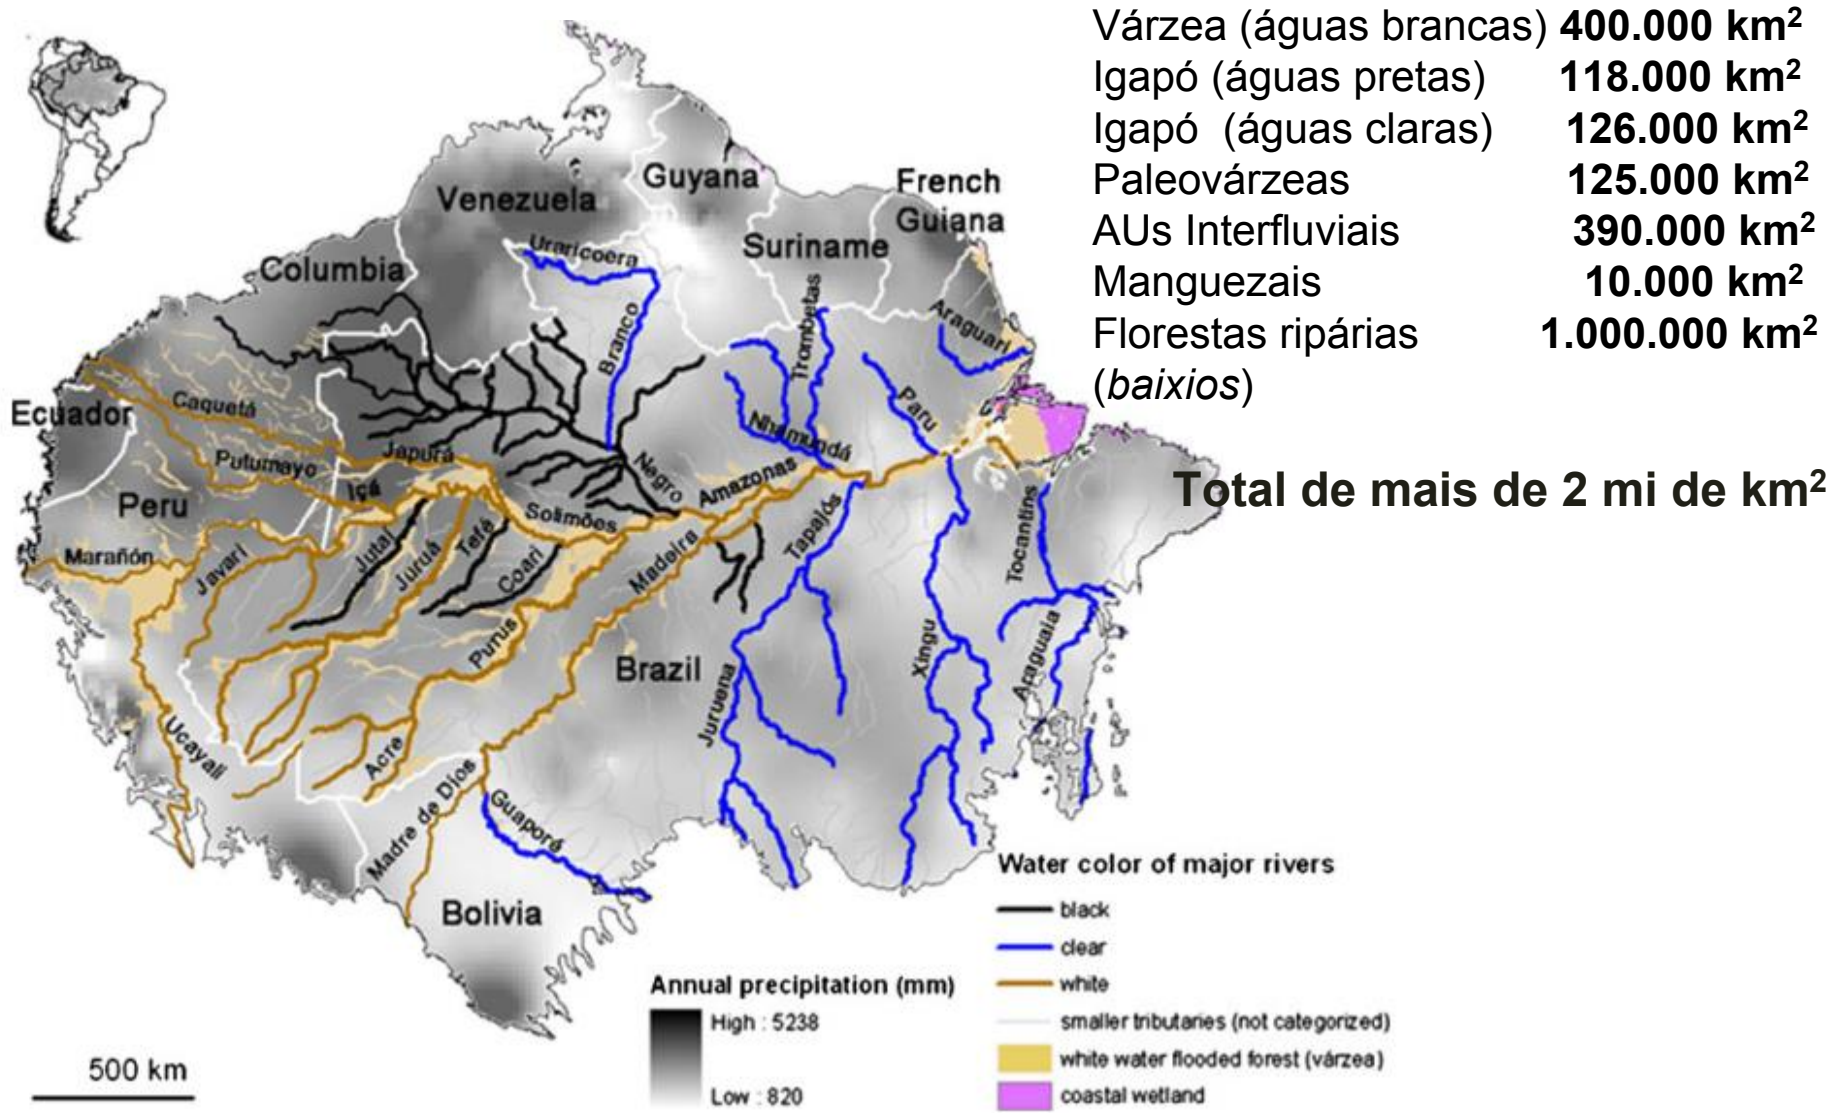 Várzea (águas brancas) 400.000 km²
Igapó (águas pretas) 118.000 km²
Igapó (águas claras) 126.000 km²
Paleovárzeas 125.000 km²
AUs Interfluviais 390.000 km²
Manguezais 10.000 km²
Florestas ripárias 1.000.000 km²
(baixios)
Total de mais de 2 mi de km²
Venezuela
Guyana
French
Guiana
Suriname
Columbia
Uraricoera
Branco
Trombetas
Araguari
Ecuador
Caquetá
Paru
Nhamundá
Japurá
Putumayo
Içá
Negro
Amazonas
Peru
Solimões
Tapajós
Tocantins
Marañón
Javari
Jutaí
Juruá
Tefé
Coari
Madeira
Purus
Brazil
Xingu
Araguaia
Juruena
Ucayali
Acre
Madre de Dios
Guaporé
Bolivia
Water color of major rivers
black
clear
white
smaller tributaries (not categorized)
white water flooded forest (várzea)
coastal wetland
Annual precipitation (mm)
High : 5238
Low : 820
500 km